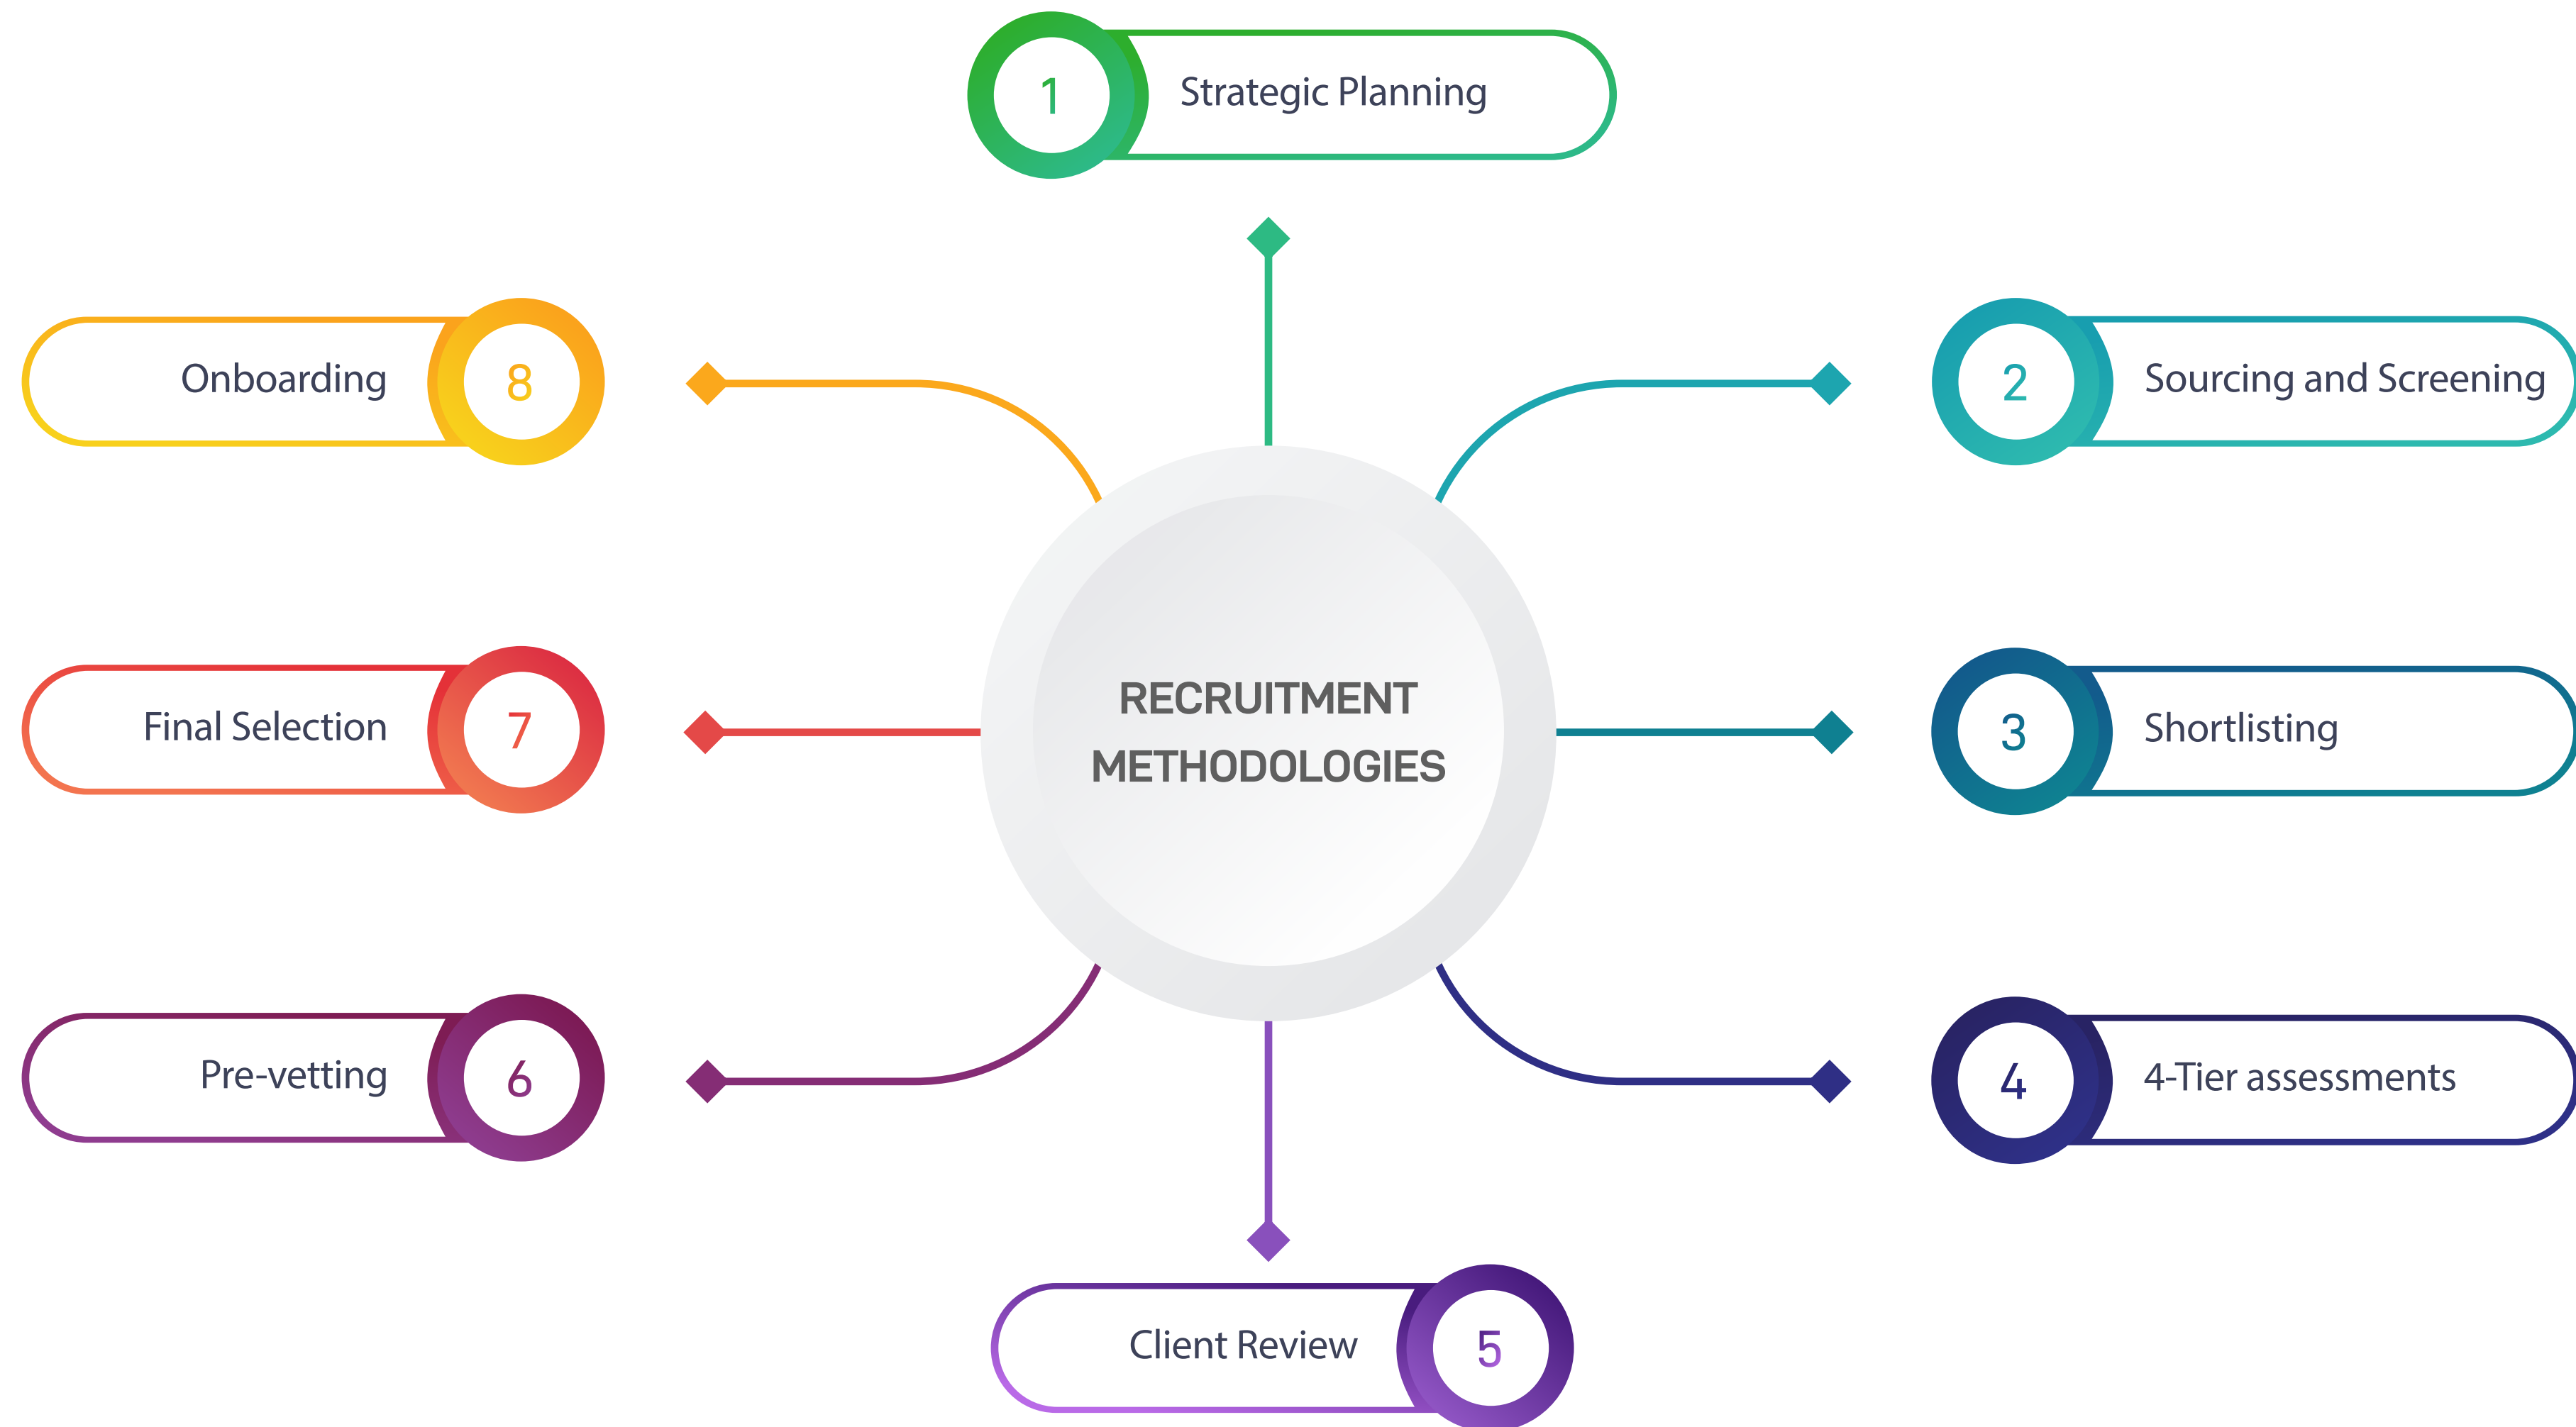 1
Strategic Planning
2
Sourcing and Screening
3
Shortlisting
4
4-Tier assessments
5
Client Review
6
Pre-vetting
7
Final Selection
8
Onboarding
RECRUITMENT
METHODOLOGIES